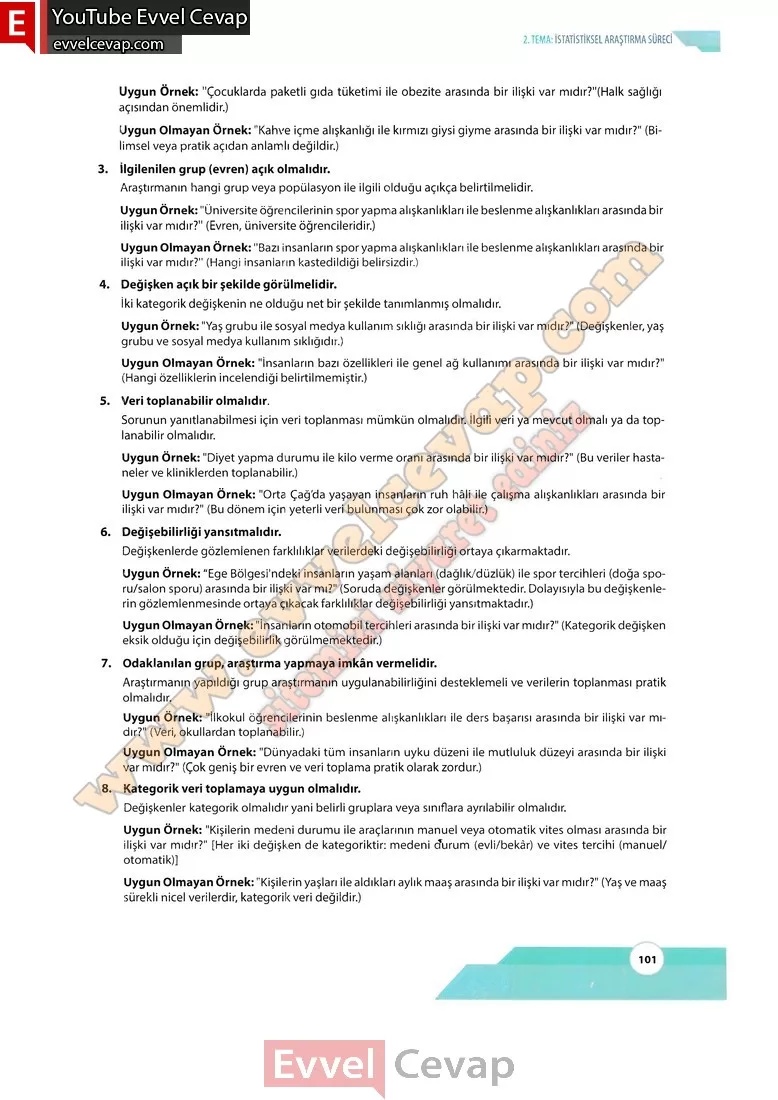 E
YouTube Evvel Cevap
evvelcevap.com
2. TEMA: İSTATİSTİKSEL ARAŞTIRMA SÜRECİ
Uygun Örnek: "Çocuklarda paketli gıda tüketimi ile obezite arasında bir ilişki var mıdır?"(Halk sağlığı
açısından önemlidir.)
Uygun Olmayan Örnek: "Kahve içme alışkanlığı ile kırmızı giysi giyme arasında bir ilişki var mıdır?" (Bi-
limsel veya pratik açıdan anlamlı değildir.)
3. İlgilenilen grup (evren) açık olmalıdır.
Araştırmanın hangi grup veya popülasyon ile ilgili olduğu açıkça belirtilmelidir.
Uygun Örnek: "Üniversite öğrencilerinin spor yapma alışkanlıkları ile beslenme alışkanlıkları arasında bir
ilişki var mıdır?" (Evren, üniversite öğrencileridir.)
Uygun Olmayan Örnek: "Bazı insanların spor yapma alışkanlıkları ile beslenme alışkanlıkları arasında bir
ilişki var mıdır?" (Hangi insanların kastedildiği belirsizdir.)
4. Değişken açık bir şekilde görülmelidir.
İki kategorik değişkenin ne olduğu net bir şekilde tanımlanmış olmalıdır.
Uygun Örnek: "Yaş grubu ile sosyal medya kullanım sıklığı arasında bir ilişki var mıdır?" (Değişkenler, yaş
grubu ve sosyal medya kullanım sıklığıdır.)
Uygun Olmayan Örnek: "İnsanların bazı özellikleri ile genel ağ kullanımı arasında bir ilişki var mıdır?"
(Hangi özelliklerin incelendiği belirtilmemiştir.)
5. Veri toplanabilir olmalıdır.
Sorunun yanıtlanabilmesi için veri toplanması mümkün olmalıdır. İlgili veri ya mevcut olmalı ya da top-
lanabilir olmalıdır.
Uygun Örnek: "Diyet yapma durumu ile kilo verme oranı arasında bir ilişki var mıdır?" (Bu veriler hasta-
neler ve kliniklerden toplanabilir.)
Uygun Olmayan Örnek: "Orta Çağ'da yaşayan insanların ruh hâli ile çalışma alışkanlıkları arasında bir
ilişki var mıdır?" (Bu dönem için yeterli veri bulunması çok zor olabilir.)
6. Değişebilirliği yansıtmalıdır.
Değişkenlerde gözlemlenen farklılıklar verilerdeki değişebilirliği ortaya çıkarmaktadır.
Uygun Örnek: "Ege Bölgesi'ndeki insanların yaşam alanları (dağlık/düzlük) ile spor tercihleri (doğa spo-
ru/salon sporu) arasında bir ilişki var mı?" (Soruda değişkenler görülmektedir. Dolayısıyla bu değişkenle-
rin gözlemlenmesinde ortaya çıkacak farklılıklar değişebilirliği yansıtmaktadır.)
Uygun Olmayan Örnek: "İnsanların otomobil tercihleri arasında bir ilişki var mıdır?" (Kategorik değişken
eksik olduğu için değişebilirlik görülmemektedir.)
7. Odaklanılan grup, araştırma yapmaya imkân vermelidir.
Araştırmanın yapıldığı grup araştırmanın uygulanabilirliğini desteklemeli ve verilerin toplanması pratik
olmalıdır.
Uygun Örnek: "İlkokul öğrencilerinin beslenme alışkanlıkları ile ders başarısı arasında bir ilişki var mı-
dır?" (Veri, okullardan toplanabilir.)
Uygun Olmayan Örnek: "Dünyadaki tüm insanların uyku düzeni ile mutluluk düzeyi arasında bir ilişki
var mıdır?" (Çok geniş bir evren ve veri toplama pratik olarak zordur.)
8. Kategorik veri toplamaya uygun olmalıdır.
Değişkenler kategorik olmalıdır yani belirli gruplara veya sınıflara ayrılabilir olmalıdır.
Uygun Örnek: "Kişilerin medeni durumu ile araçlarının manuel veya otomatik vites olması arasında bir
ilişki var mıdır?" [Her iki değişken de kategoriktir: medeni durum (evli/bekâr) ve vites tercihi (manuel/
otomatik)]
Uygun Olmayan Örnek: "Kişilerin yaşları ile aldıkları aylık maaş arasında bir ilişki var mıdır?" (Yaş ve maaş
sürekli nicel verilerdir, kategorik veri değildir.)
www.evvelcevap.com
sitemizi ziyaret ediniz
101
Evvel Cevap